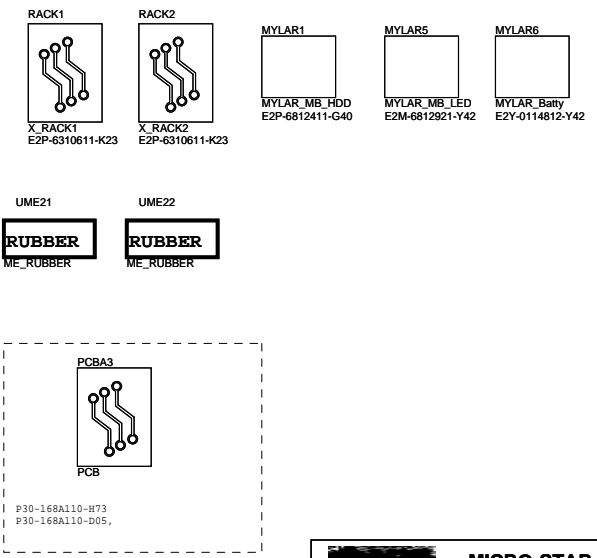 RACK1
RACK2
MYLAR1
MYLAR5
MYLAR6
X_RACK1
E2P-6310611-K23
X_RACK2
E2P-6310611-K23
MYLAR_MB_HDD
E2P-6812411-G40
MYLAR_MB_LED
E2M-6812921-Y42
MYLAR_Batty
E2Y-0114812-Y42
UME21
UME22
RUBBER
RUBBER
ME_RUBBER
ME_RUBBER
PCBA3
PCB
P30-168A110-H73
P30-168A110-D05,
MICRO-STAR